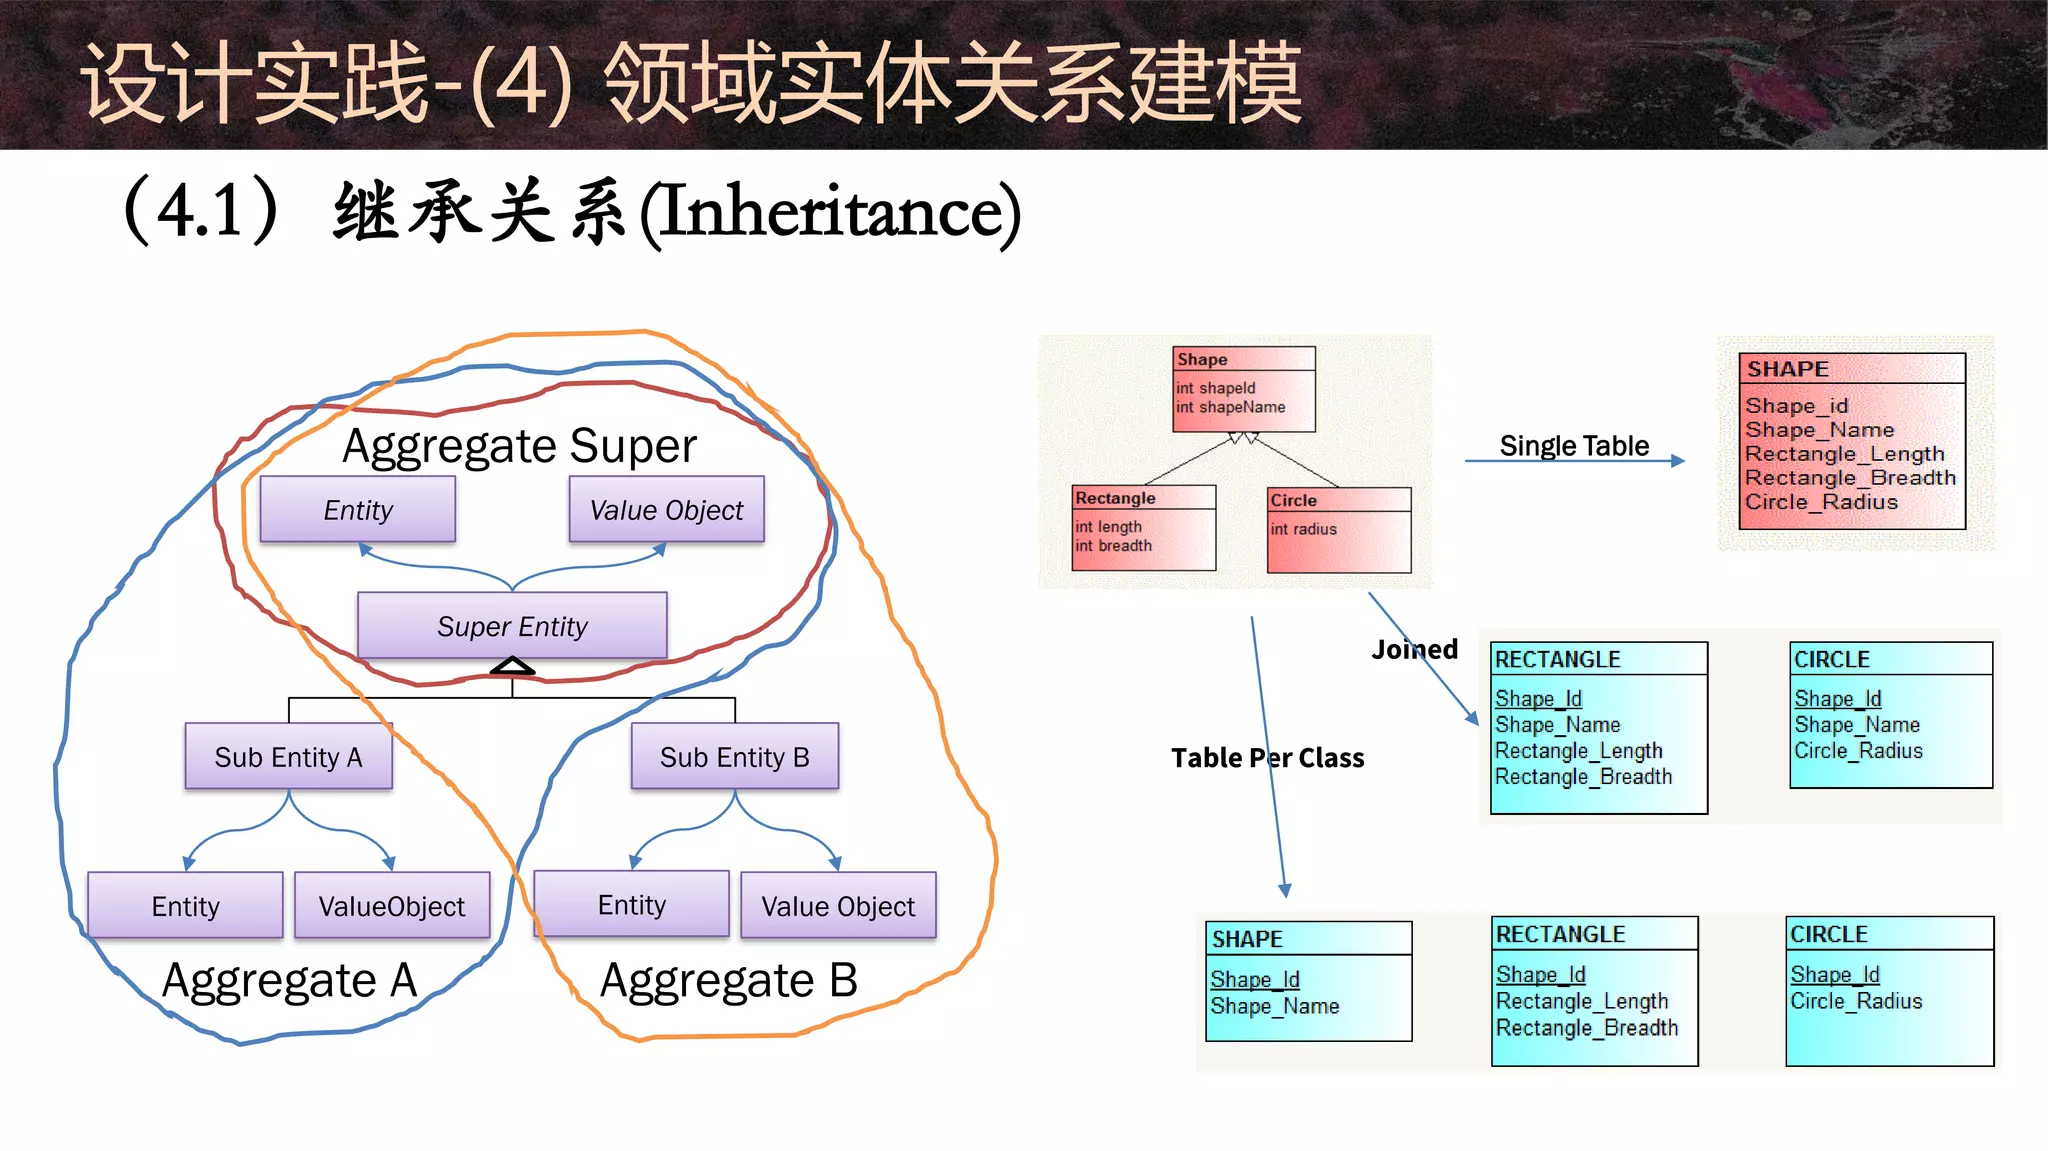 设计实践-(4) 领域实体关系建模
（4.1）继承关系(Inheritance)
Aggregate Super
Entity
Value Object
Super Entity
Sub Entity A
Sub Entity B
Entity
ValueObject
Entity
Value Object
Aggregate A
Aggregate B
Shape
int shapeId
int shapeName
Rectangle
int length
int breadth
Circle
int radius
Single Table
SHAPE
Shape_id
Shape_Name
Rectangle_Length
Rectangle_Breadth
Circle_Radius
Joined
RECTANGLE
Shape_Id
Shape_Name
Rectangle_Length
Rectangle_Breadth
CIRCLE
Shape_Id
Shape_Name
Circle_Radius
Table Per Class
SHAPE
Shape_Id
Shape_Name
RECTANGLE
Shape_Id
Rectangle_Length
Rectangle_Breadth
CIRCLE
Shape_Id
Circle_Radius